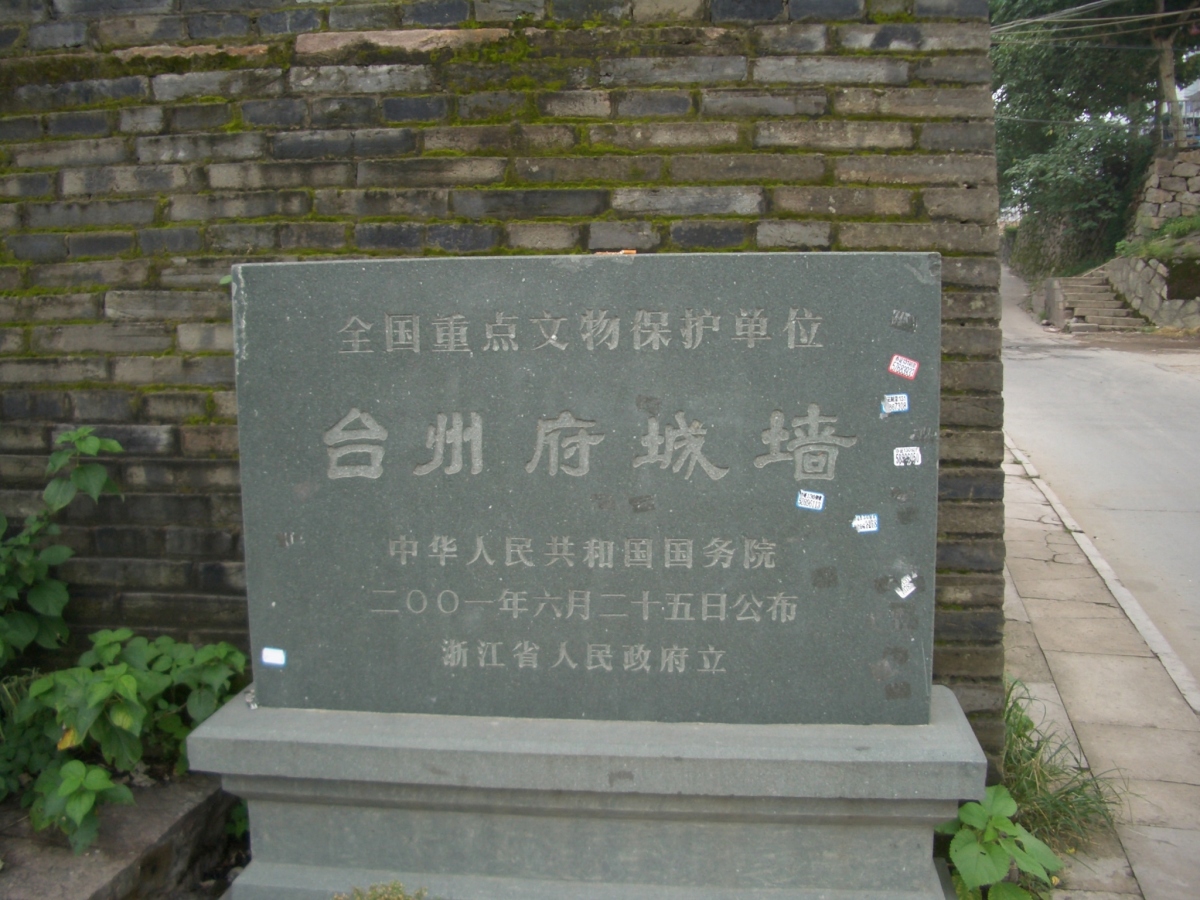 全国重点文物保护单位
台州府城墙
中华人民共和国国务院
二〇〇一年六月二十五日公布
浙江省人民政府立